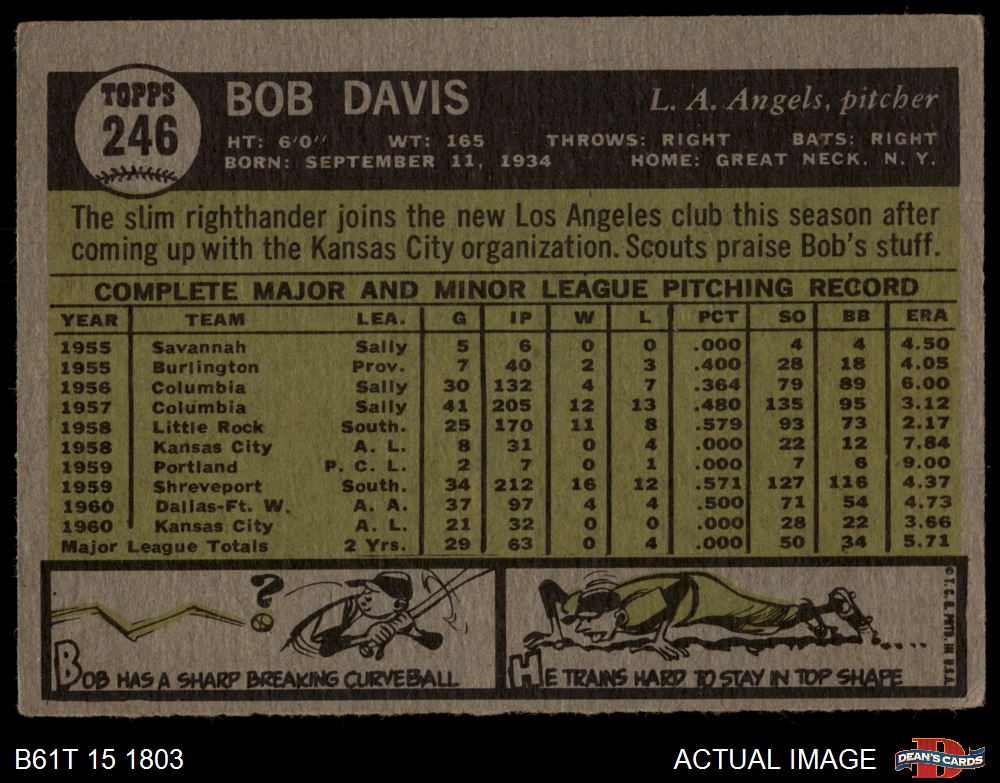 TOPPS
246
BOB DAVIS
L. A. Angels, pitcher
HT: 6'0" WT: 165 THROWS: RIGHT BATS: RIGHT
BORN: SEPTEMBER 11, 1934 HOME: GREAT NECK, N. Y.
The slim righthander joins the new Los Angeles club this season after
coming up with the Kansas City organization. Scouts praise Bob's stuff.
COMPLETE MAJOR AND MINOR LEAGUE PITCHING RECORD
YEAR TEAM LEA. G IP W L PCT SO BB ERA
1955 Savannah Sally 5 6 0 0 .000 4 4 4.50
1955 Burlington Prov. 7 40 2 3 .400 28 18 4.05
1956 Columbia Sally 30 132 4 7 .364 79 89 6.00
1957 Columbia Sally 41 205 12 13 .480 135 95 3.12
1958 Little Rock South. 25 170 11 8 .579 93 73 2.17
1958 Kansas City A. L. 8 31 0 4 .000 22 12 7.84
1959 Portland P. C. L. 2 7 0 1 .000 7 6 9.00
1959 Shreveport South. 34 212 16 12 .571 127 116 4.37
1960 Dallas-Ft. W. A. A. 37 97 4 4 .500 71 54 4.73
1960 Kansas City A. L. 21 32 0 0 .000 28 22 3.66
Major League Totals 2 Yrs. 29 63 0 4 .000 50 34 5.71
?
BOB HAS A SHARP BREAKING CURVEBALL
HE TRAINS HARD TO STAY IN TOP SHAPE
© T. C. G. PRTD. IN U.S.A.
B61T 15 1803
ACTUAL IMAGE
D
DEAN'S CARDS